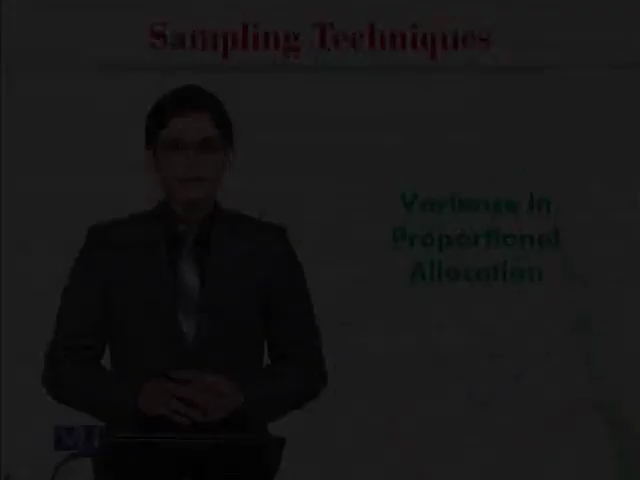 Sampling Techniques
Variance in
Proportional
Allocation